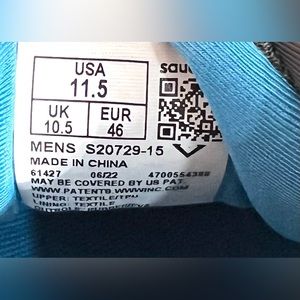 USA
11.5
UK EUR
10.5 46
MENS S20729-15
MADE IN CHINA
61427 06/22
MAY BE COVERED BY US PAT.
UPPER: TEXTILE/TPU
LINING: TEXTILE